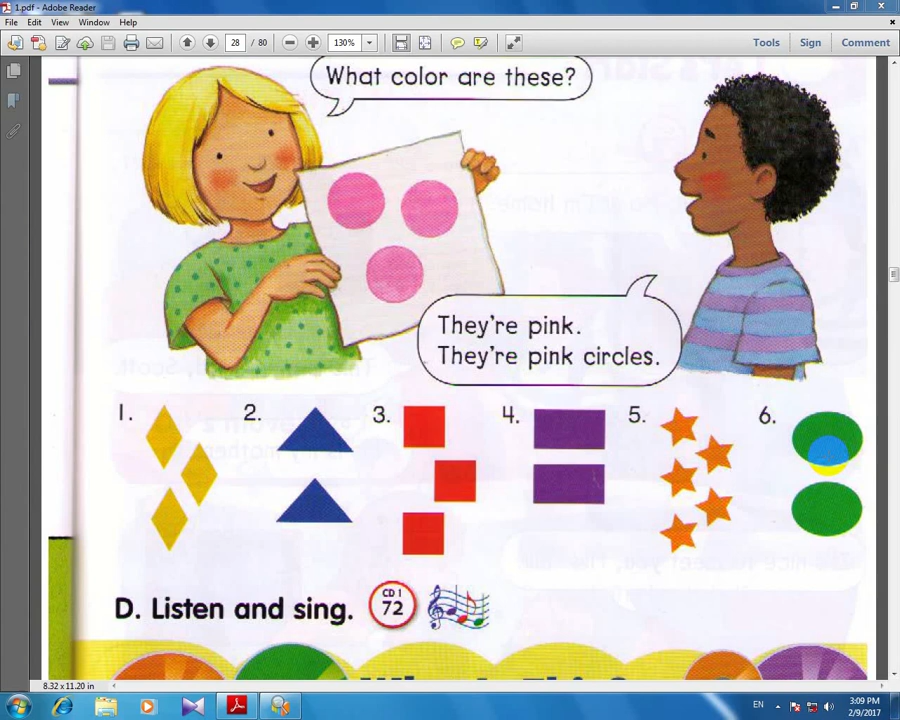 1.pdf - Adobe Reader
File Edit View Window Help
28 / 80 130% Tools Sign Comment
What color are these?
They're pink.
They're pink circles.
1. 2. 3. 4. 5. 6.
D. Listen and sing. CD 1 72
8.32 x 11.20 in
EN 3:09 PM
2/9/2017